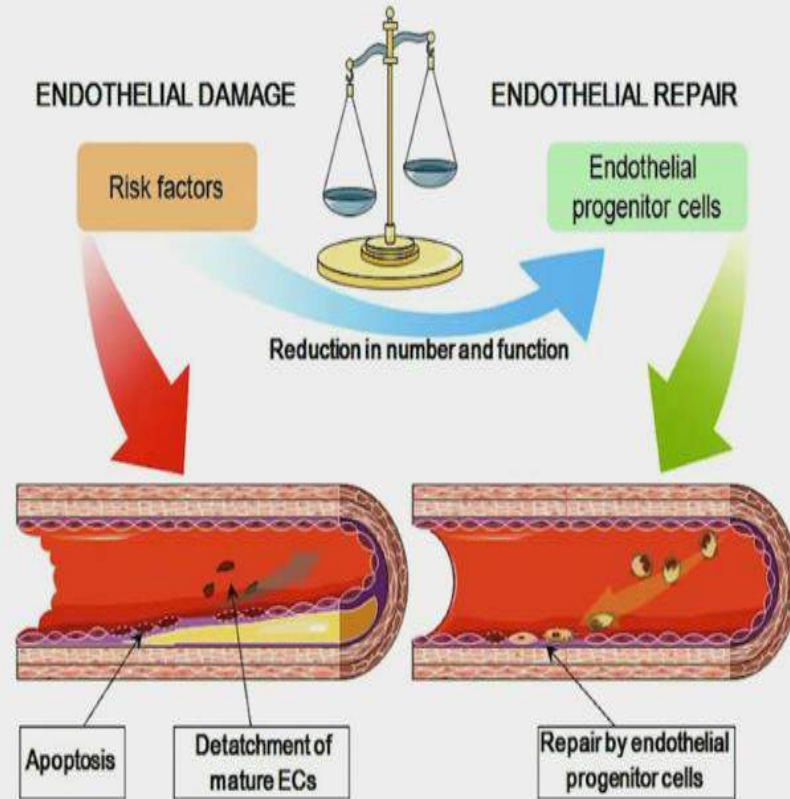 ENDOTHELIAL DAMAGE
ENDOTHELIAL REPAIR
Risk factors
Endothelial
progenitor cells
Reduction in number and function
Apoptosis
Detatchment of
mature ECs
Repair by endothelial
progenitor cells